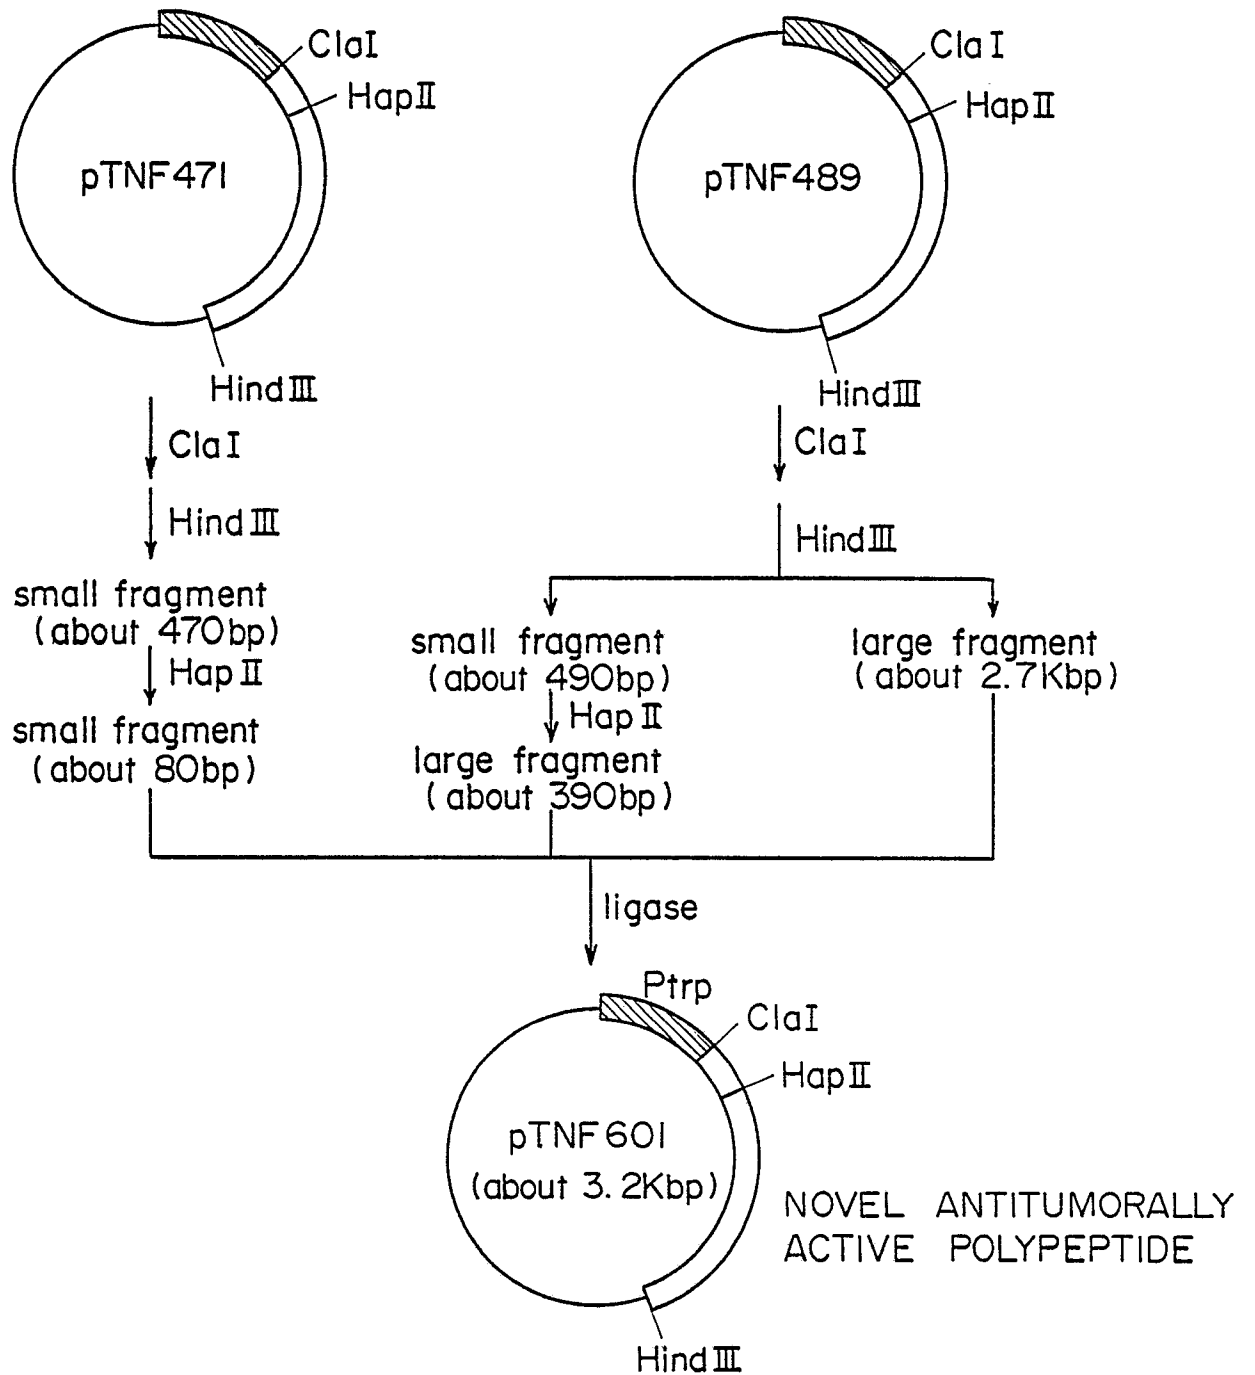 ClaI
HapII
pTNF471
HindIII
ClaI
HindIII
small fragment
(about 470bp)
HapII
small fragment
(about 80bp)
ClaI
HapII
pTNF489
HindIII
ClaI
HindIII
small fragment
(about 490bp)
HapII
large fragment
(about 390bp)
large fragment
(about 2.7Kbp)
ligase
Ptrp
ClaI
HapII
pTNF601
(about 3.2Kbp)
HindIII
NOVEL ANTITUMORALLY
ACTIVE POLYPEPTIDE